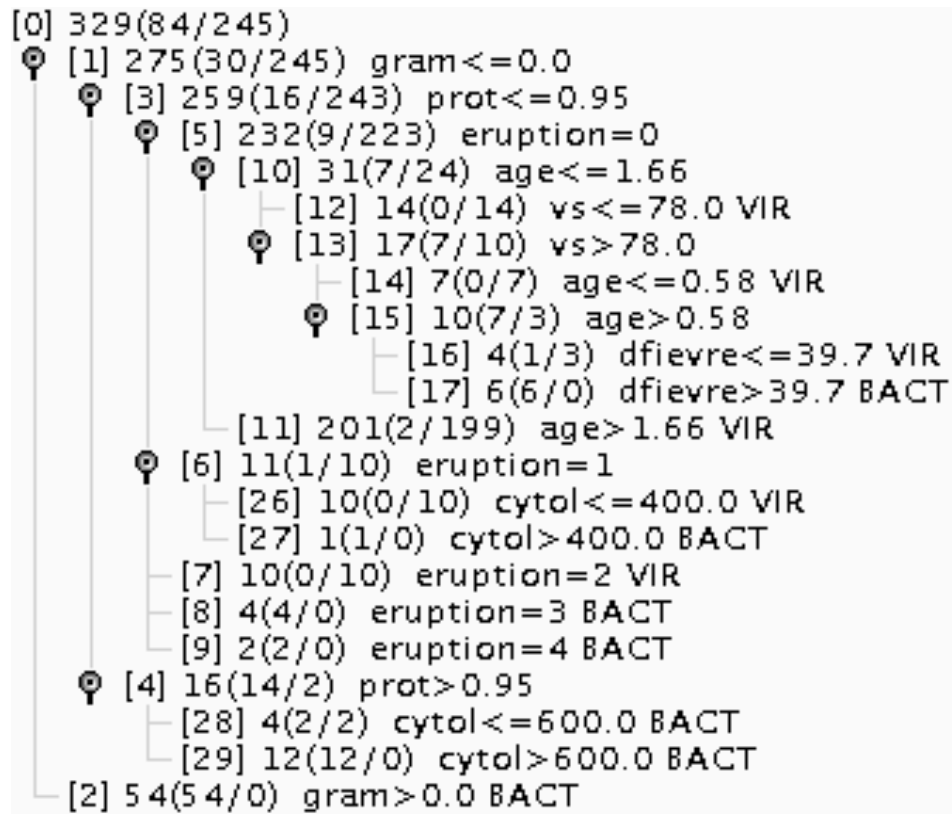 [0] 329(84/245)
[1] 275(30/245) gram<=0.0
[3] 259(16/243) prot<=0.95
[5] 232(9/223) eruption=0
[10] 31(7/24) age<=1.66
[12] 14(0/14) vs<=78.0 VIR
[13] 17(7/10) vs>78.0
[14] 7(0/7) age<=0.58 VIR
[15] 10(7/3) age>0.58
[16] 4(1/3) dfievre<=39.7 VIR
[17] 6(6/0) dfievre>39.7 BACT
[11] 201(2/199) age>1.66 VIR
[6] 11(1/10) eruption=1
[26] 10(0/10) cytol<=400.0 VIR
[27] 1(1/0) cytol>400.0 BACT
[7] 10(0/10) eruption=2 VIR
[8] 4(4/0) eruption=3 BACT
[9] 2(2/0) eruption=4 BACT
[4] 16(14/2) prot>0.95
[28] 4(2/2) cytol<=600.0 BACT
[29] 12(12/0) cytol>600.0 BACT
[2] 54(54/0) gram>0.0 BACT